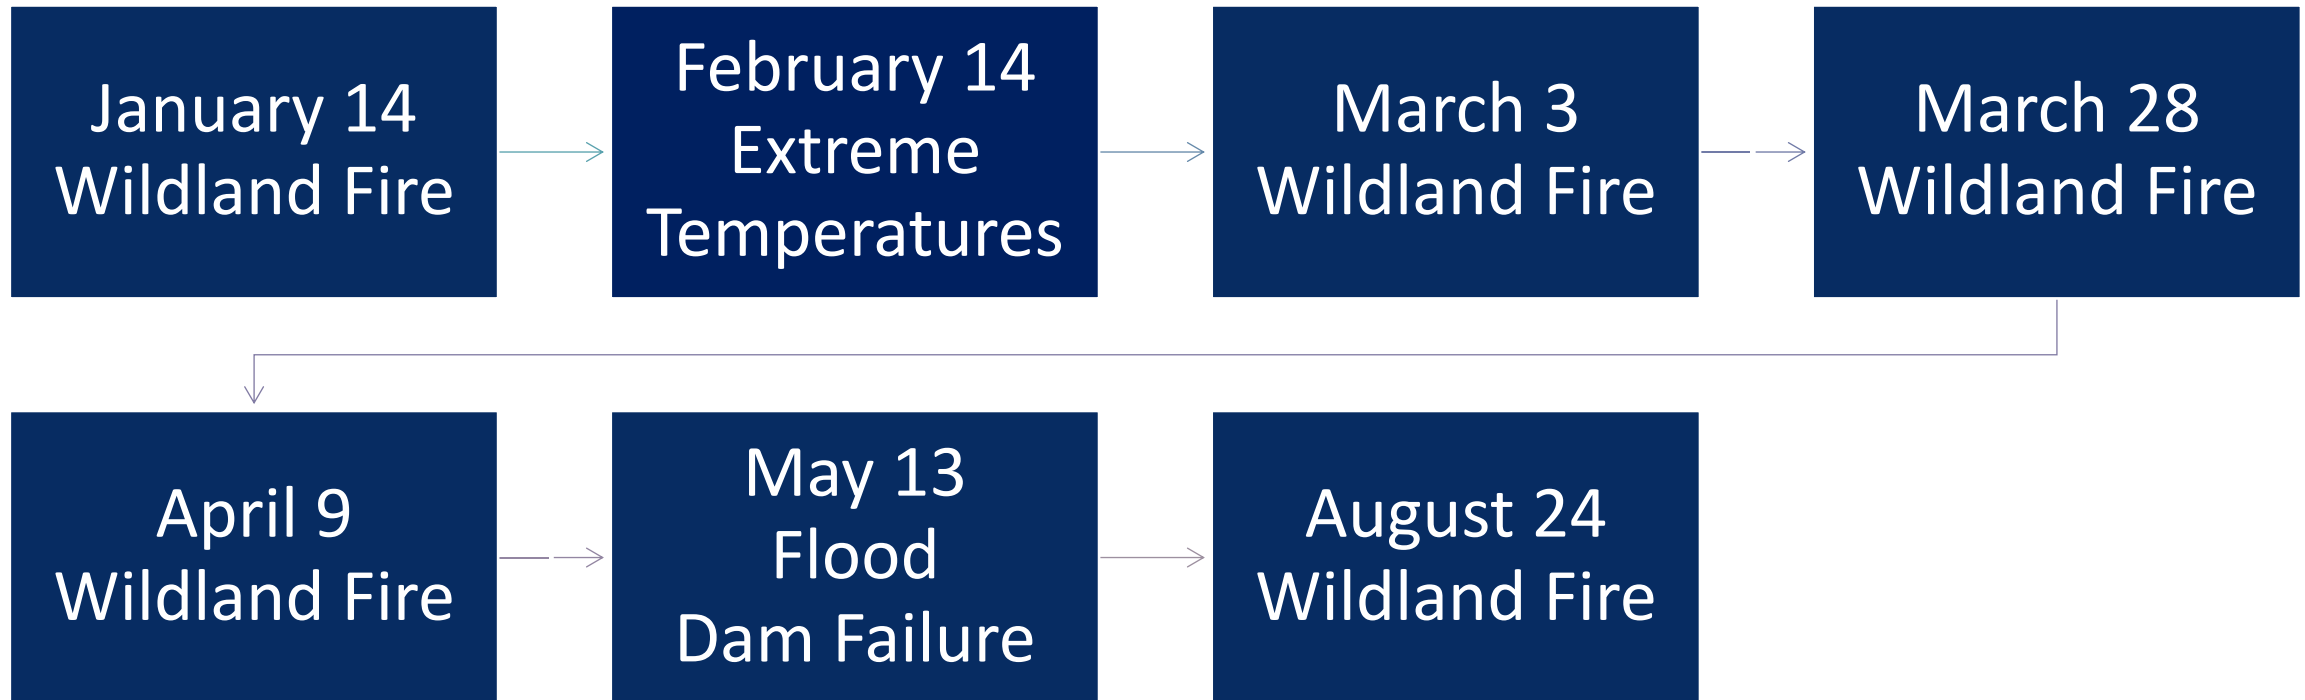 January 14
Wildland Fire
February 14
Extreme
Temperatures
March 3
Wildland Fire
March 28
Wildland Fire
April 9
Wildland Fire
May 13
Flood
Dam Failure
August 24
Wildland Fire